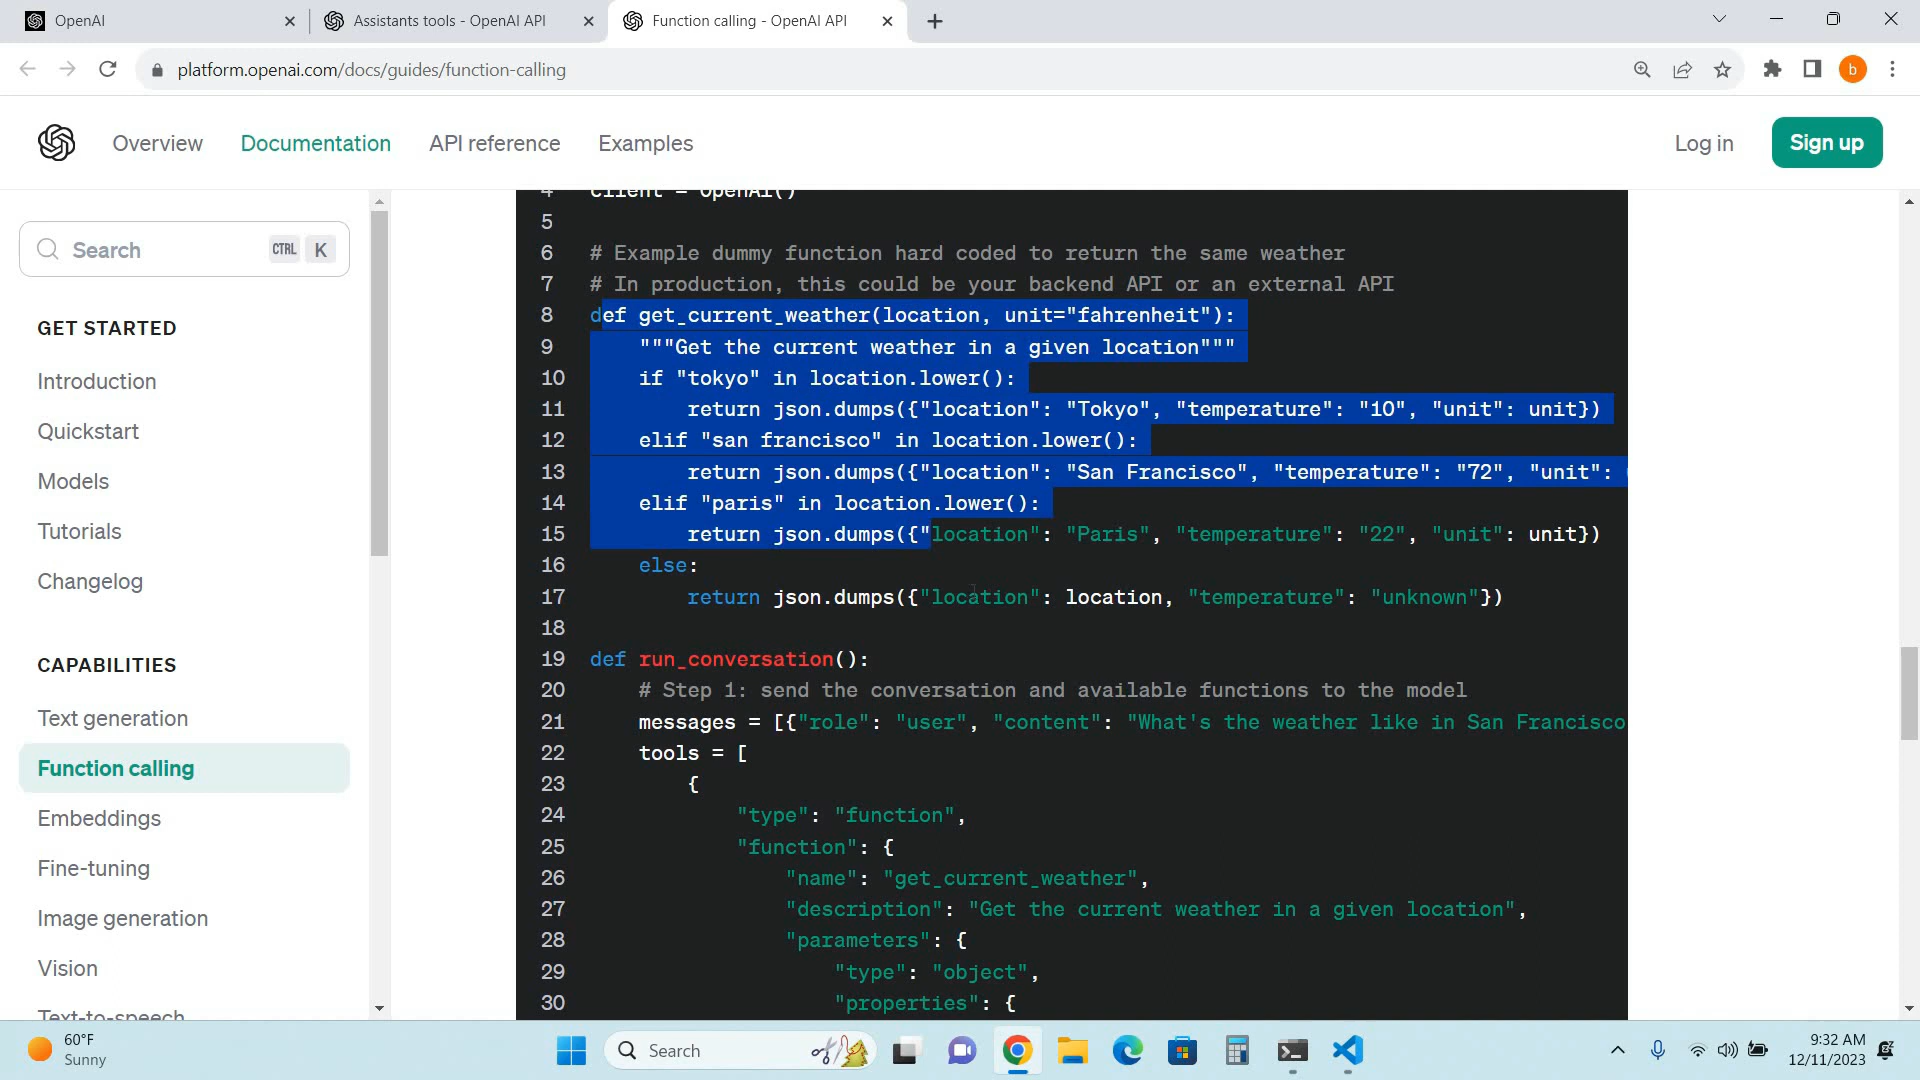 OpenAI
Assistants tools - OpenAI API
Function calling - OpenAI API
platform.openai.com/docs/guides/function-calling
b
Overview
Documentation
API reference
Examples
Log in
Sign up
Search
CTRL
K
GET STARTED
Introduction
Quickstart
Models
Tutorials
Changelog
CAPABILITIES
Text generation
Function calling
Embeddings
Fine-tuning
Image generation
Vision
Text-to-speech
4 client = OpenAI()
5
6 # Example dummy function hard coded to return the same weather
7 # In production, this could be your backend API or an external API
8 def get_current_weather(location, unit="fahrenheit"):
9 """Get the current weather in a given location"""
10 if "tokyo" in location.lower():
11 return json.dumps({"location": "Tokyo", "temperature": "10", "unit": unit})
12 elif "san francisco" in location.lower():
13 return json.dumps({"location": "San Francisco", "temperature": "72", "unit":
14 elif "paris" in location.lower():
15 return json.dumps({"location": "Paris", "temperature": "22", "unit": unit})
16 else:
17 return json.dumps({"location": location, "temperature": "unknown"})
18
19 def run_conversation():
20 # Step 1: send the conversation and available functions to the model
21 messages = [{"role": "user", "content": "What's the weather like in San Francisco
22 tools = [
23 {
24 "type": "function",
25 "function": {
26 "name": "get_current_weather",
27 "description": "Get the current weather in a given location",
28 "parameters": {
29 "type": "object",
30 "properties": {
60°F
Sunny
Search
9:32 AM
12/11/2023